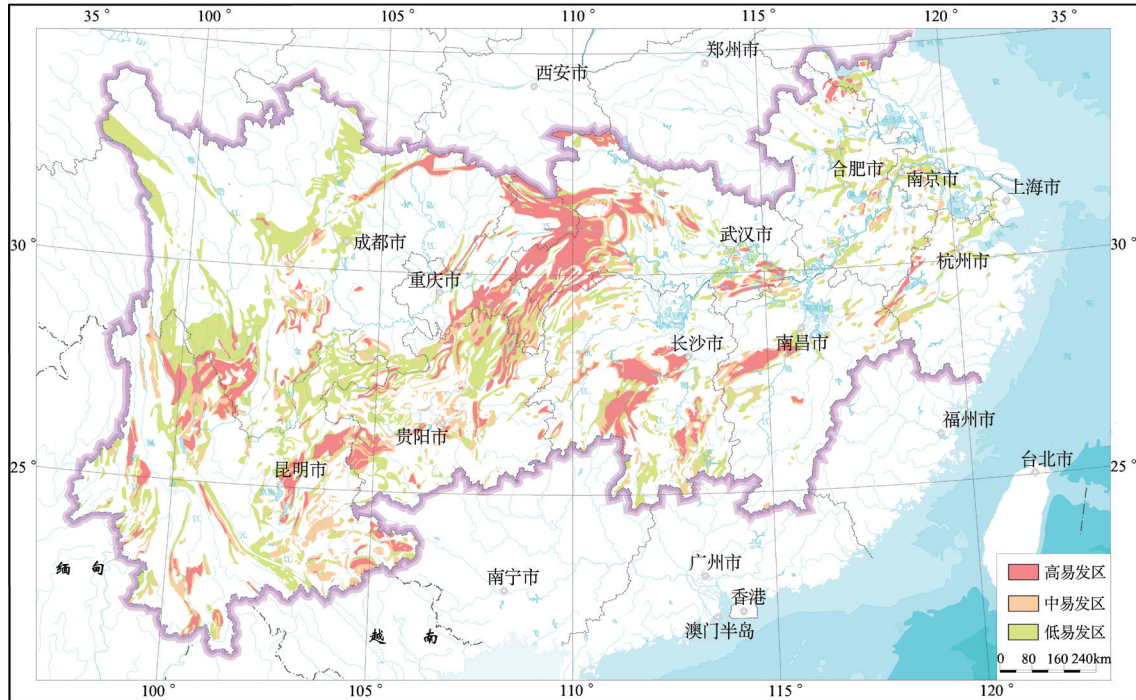 35° 100° 105° 110° 115° 120° 35°
郑州市
西安市
合肥市
南京市
上海市
30°
成都市
武汉市
30°
杭州市
重庆市
长沙市
南昌市
贵阳市
福州市
25°
昆明市
台北市
25°
缅 甸
广州市
南宁市
香港
澳门半岛
越 南
高易发区
中易发区
低易发区
0 80 160 240km
100° 105° 110° 115° 120°